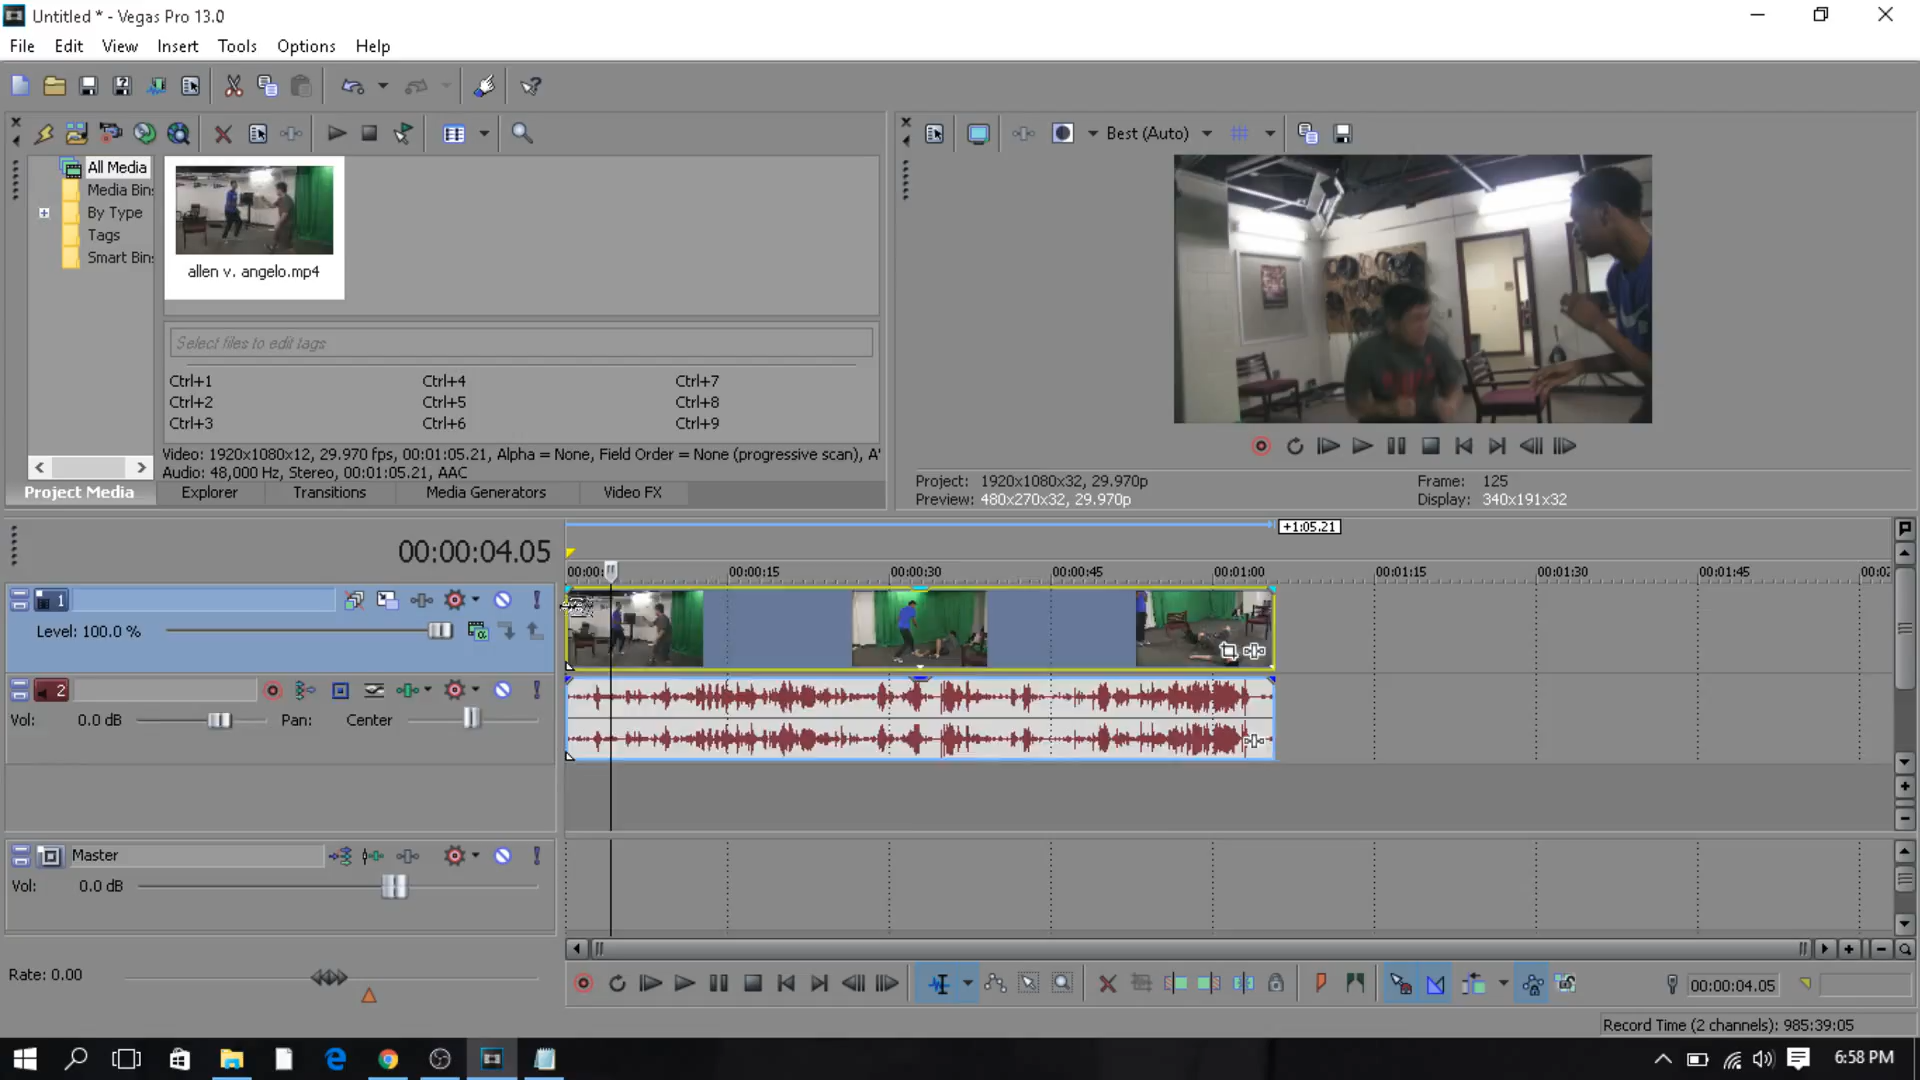 Untitled * - Vegas Pro 13.0
File Edit View Insert Tools Options Help
Best (Auto)
All Media
Media Bin:
By Type
Tags
Smart Bin:
allen v. angelo.mp4
Select files to edit tags
Ctrl+1 Ctrl+4 Ctrl+7
Ctrl+2 Ctrl+5 Ctrl+8
Ctrl+3 Ctrl+6 Ctrl+9
Video: 1920x1080x12, 29.970 fps, 00:01:05.21, Alpha = None, Field Order = None (progressive scan), A'
Audio: 48,000 Hz, Stereo, 00:01:05.21, AAC
Project Media Explorer Transitions Media Generators Video FX
Project: 1920x1080x32, 29.970p Frame: 125
Preview: 480x270x32, 29.970p Display: 340x191x32
+1:05.21
00:00:04.05
00:00: 00:00:15 00:00:30 00:00:45 00:01:00 00:01:15 00:01:30 00:01:45 00:02
1
Level: 100.0 %
2
Vol: 0.0 dB Pan: Center
Master
Vol: 0.0 dB
Rate: 0.00
00:00:04.05
Record Time (2 channels): 985:39:05
6:58 PM